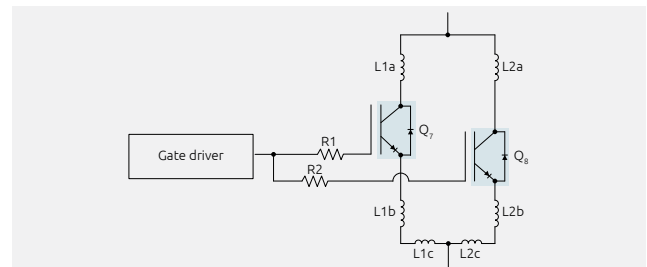 L1a
L2a
Q7
R1
Gate driver
Q8
R2
L1b
L2b
L1c
L2c